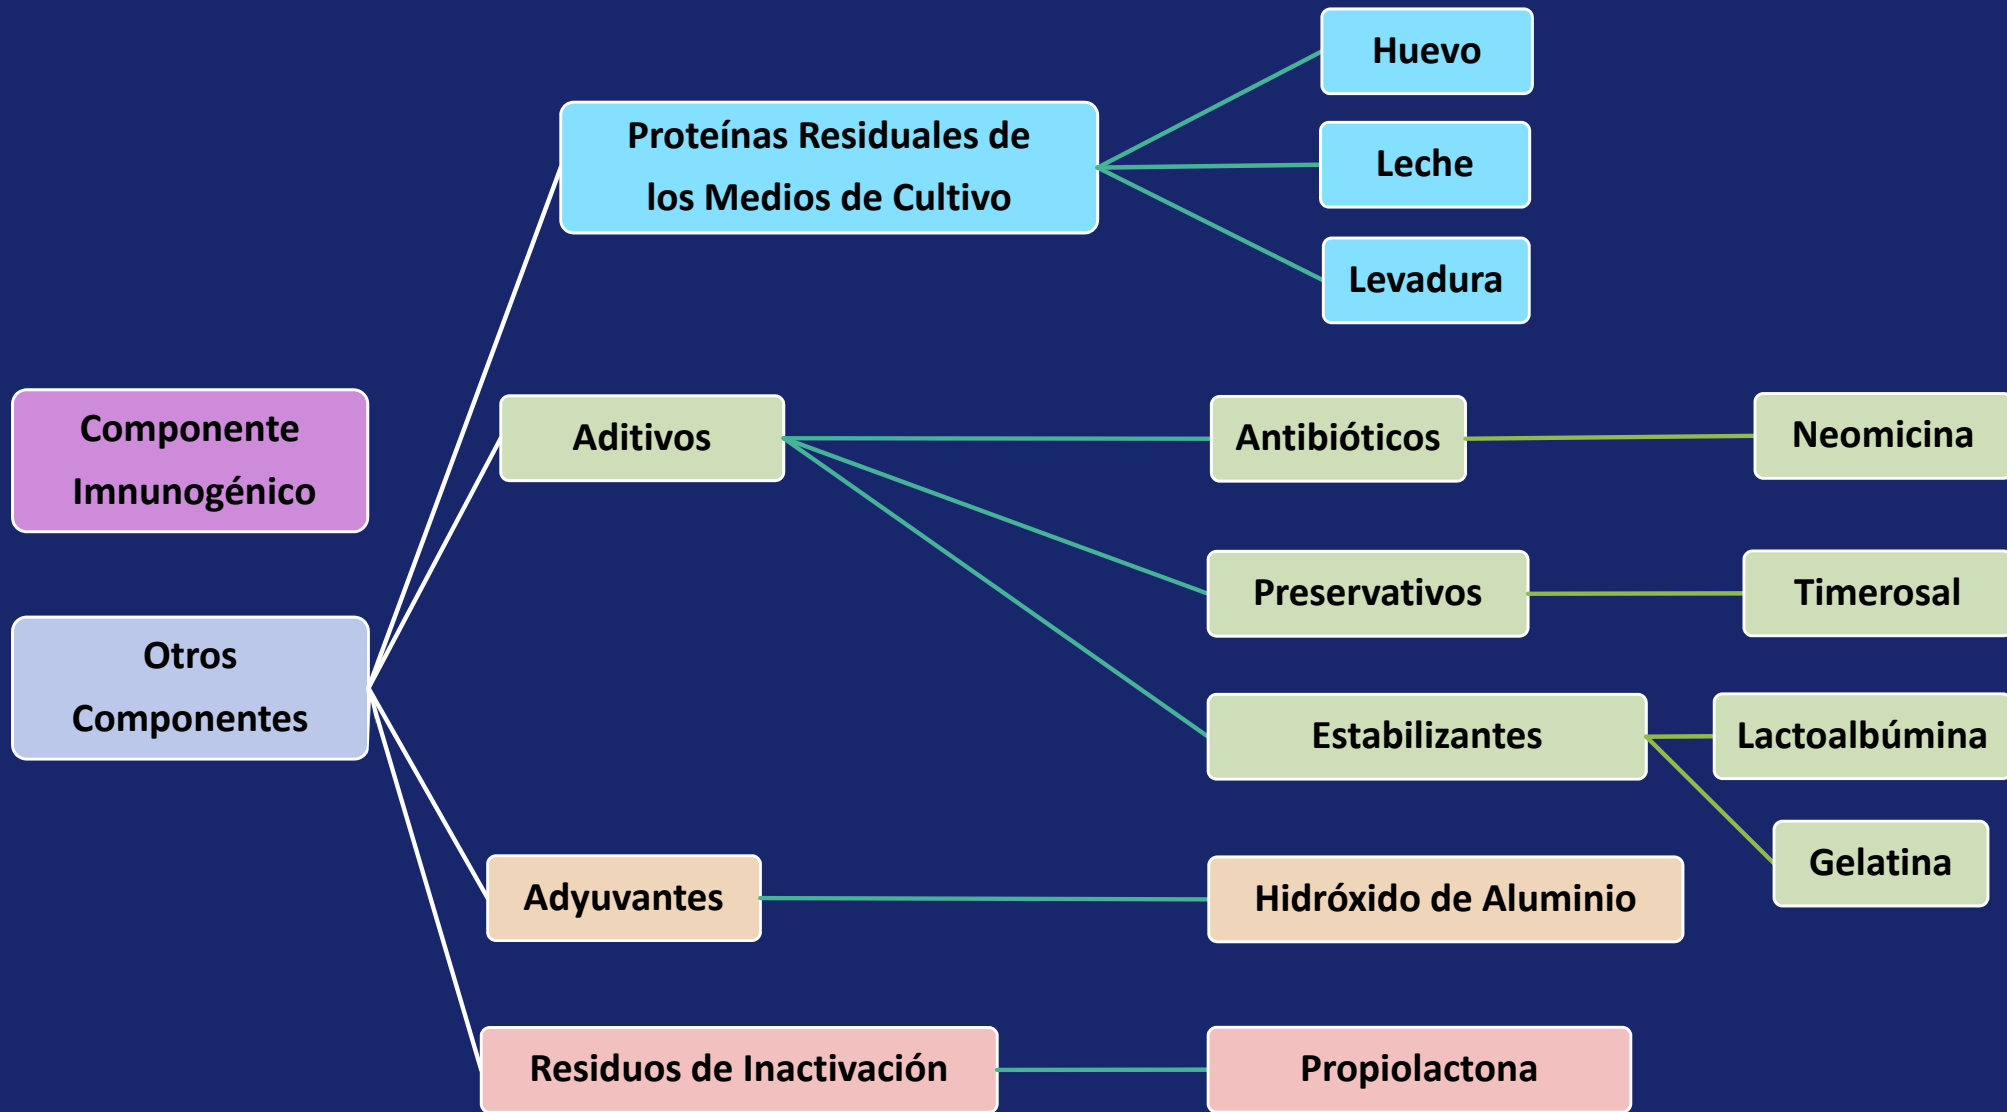 Huevo
Proteínas Residuales de
los Medios de Cultivo
Leche
Levadura
Componente
Imnunogénico
Aditivos
Antibióticos
Neomicina
Preservativos
Timerosal
Otros
Componentes
Estabilizantes
Lactoalbúmina
Gelatina
Adyuvantes
Hidróxido de Aluminio
Residuos de Inactivación
Propiolactona